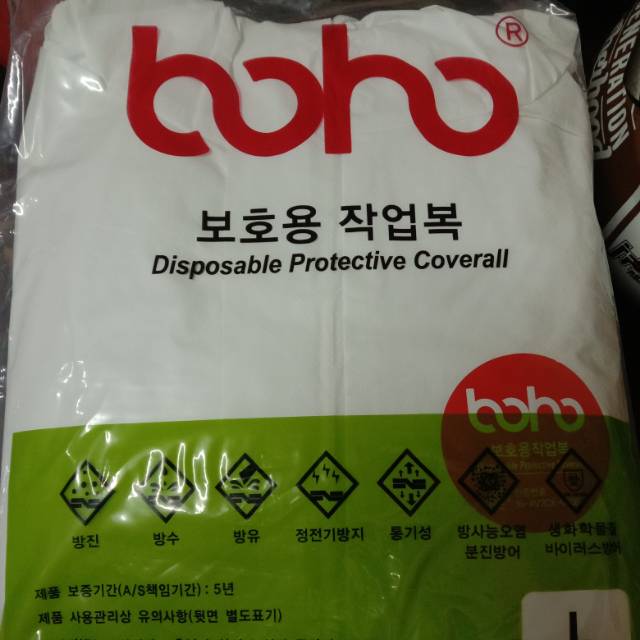 boho®
보호용 작업복
Disposable Protective Coverall
boho
보호용작업복
방진
방수
방유
정전기방지
통기성
방사능오염
분진방어
생화학물질
바이러스방어
제품 보증기간(A/S책임기간) : 5년
제품 사용관리상 유의사항(뒷면 별도표기)
L